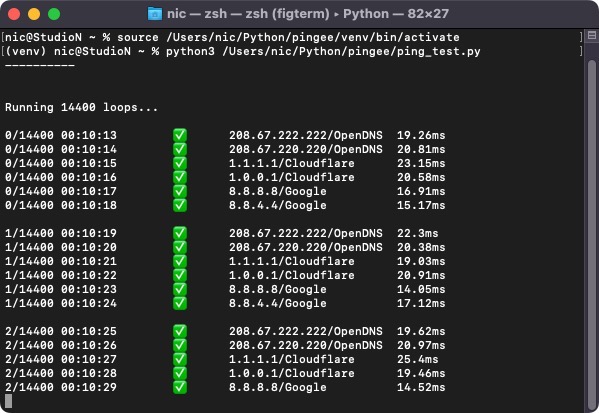 nic — zsh — zsh (figterm) ▸ Python — 82×27
[nic@StudioN ~ % source /Users/nic/Python/pingee/venv/bin/activate ]
[(venv) nic@StudioN ~ % python3 /Users/nic/Python/pingee/ping_test.py ]
----------
Running 14400 loops...
0/14400 00:10:13 ✅ 208.67.222.222/OpenDNS 19.26ms
0/14400 00:10:14 ✅ 208.67.220.220/OpenDNS 20.81ms
0/14400 00:10:15 ✅ 1.1.1.1/Cloudflare 23.15ms
0/14400 00:10:16 ✅ 1.0.0.1/Cloudflare 20.58ms
0/14400 00:10:17 ✅ 8.8.8.8/Google 16.91ms
0/14400 00:10:18 ✅ 8.8.4.4/Google 15.17ms
1/14400 00:10:19 ✅ 208.67.222.222/OpenDNS 22.3ms
1/14400 00:10:20 ✅ 208.67.220.220/OpenDNS 20.38ms
1/14400 00:10:21 ✅ 1.1.1.1/Cloudflare 19.03ms
1/14400 00:10:22 ✅ 1.0.0.1/Cloudflare 20.91ms
1/14400 00:10:23 ✅ 8.8.8.8/Google 14.05ms
1/14400 00:10:24 ✅ 8.8.4.4/Google 17.12ms
2/14400 00:10:25 ✅ 208.67.222.222/OpenDNS 19.62ms
2/14400 00:10:26 ✅ 208.67.220.220/OpenDNS 20.97ms
2/14400 00:10:27 ✅ 1.1.1.1/Cloudflare 25.4ms
2/14400 00:10:28 ✅ 1.0.0.1/Cloudflare 19.46ms
2/14400 00:10:29 ✅ 8.8.8.8/Google 14.52ms